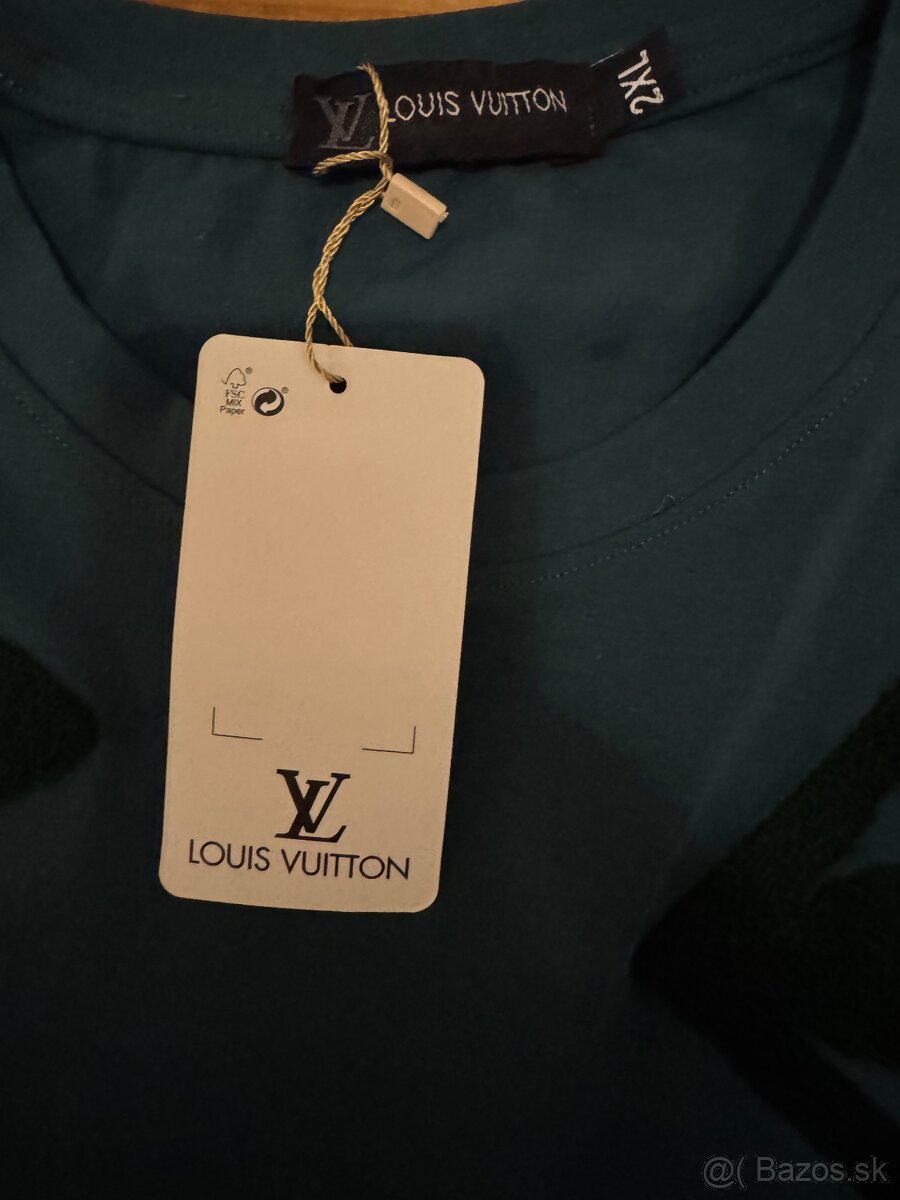 LV LOUIS VUITTON
2XL
FSC®
MIX
Paper
®
LV
LOUIS VUITTON
@( Bazos.sk